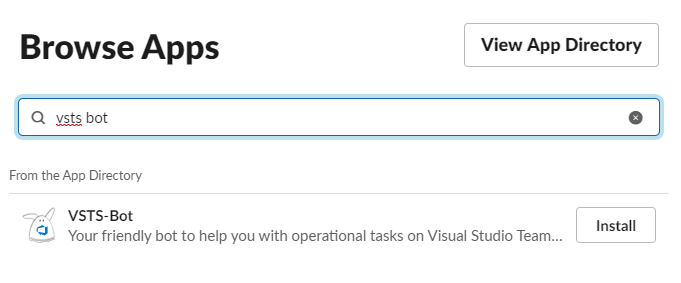 Browse Apps
View App Directory
vsts bot
From the App Directory
VSTS-Bot
Your friendly bot to help you with operational tasks on Visual Studio Team...
Install